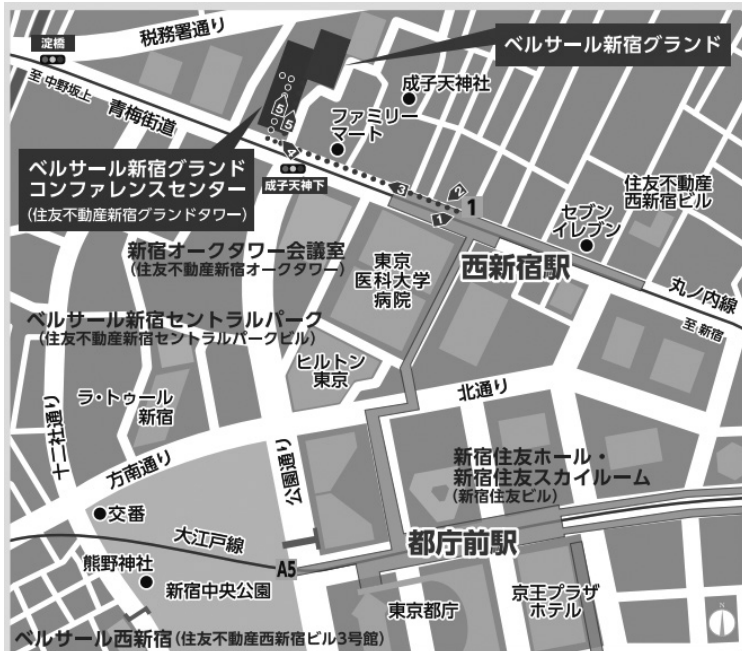 淀橋
税務署通り
至 中野坂上
青梅街道
ベルサール新宿グランド
成子天神社
ファミリー
マート
5
5
4
3
2
1
1
ベルサール新宿グランド
コンファレンスセンター
(住友不動産新宿グランドタワー)
成子天神下
住友不動産
西新宿ビル
セブン
イレブン
新宿オークタワー会議室
(住友不動産新宿オークタワー)
東京
医科大学
病院
西新宿駅
丸ノ内線
至 新宿
ベルサール新宿セントラルパーク
(住友不動産新宿セントラルパークビル)
ヒルトン
東京
ラ・トゥール
新宿
北通り
十二社通り
方南通り
公園通り
新宿住友ホール・
新宿住友スカイルーム
(新宿住友ビル)
交番
大江戸線
都庁前駅
熊野神社
A5
新宿中央公園
東京都庁
京王プラザ
ホテル
N
ベルサール西新宿(住友不動産西新宿ビル3号館)